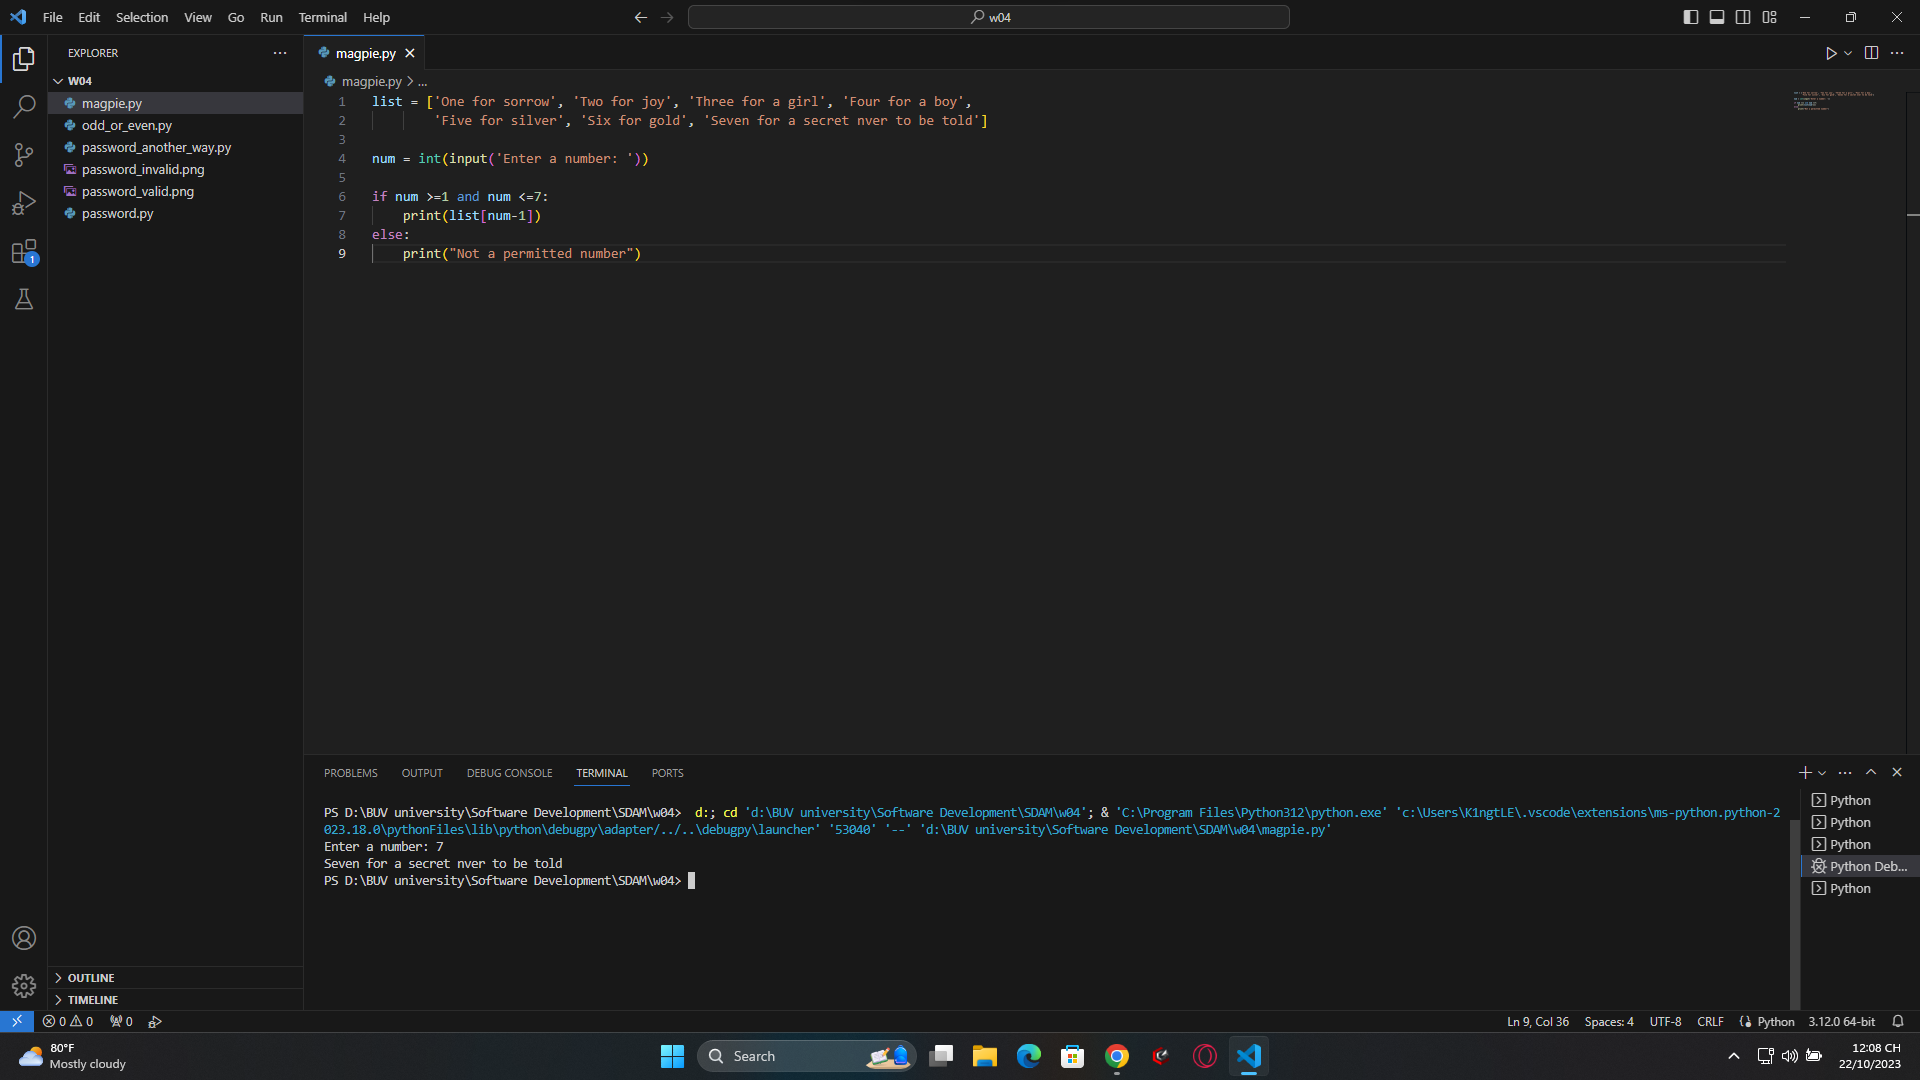 File Edit Selection View Go Run Terminal Help
w04
EXPLORER
W04
magpie.py
odd_or_even.py
password_another_way.py
password_invalid.png
password_valid.png
password.py
OUTLINE
TIMELINE
magpie.py
magpie.py > ...
1 list = ['One for sorrow', 'Two for joy', 'Three for a girl', 'Four for a boy',
2 'Five for silver', 'Six for gold', 'Seven for a secret nver to be told']
3
4 num = int(input('Enter a number: '))
5
6 if num >=1 and num <=7:
7 print(list[num-1])
8 else:
9 print("Not a permitted number")
PROBLEMS OUTPUT DEBUG CONSOLE TERMINAL PORTS
PS D:\BUV university\Software Development\SDAM\w04>  d:; cd 'd:\BUV university\Software Development\SDAM\w04'; & 'C:\Program Files\Python312\python.exe' 'c:\Users\K1ngtLE\.vscode\extensions\ms-python.python-2
023.18.0\pythonFiles\lib\python\debugpy\adapter/../..\debugpy\launcher' '53040' '--' 'd:\BUV university\Software Development\SDAM\w04\magpie.py'
Enter a number: 7
Seven for a secret nver to be told
PS D:\BUV university\Software Development\SDAM\w04>
Python
Python
Python
Python Deb...
Python
1
0 0 0
Ln 9, Col 36 Spaces: 4 UTF-8 CRLF Python 3.12.0 64-bit
80°F
Mostly cloudy
Search
12:08 CH
22/10/2023